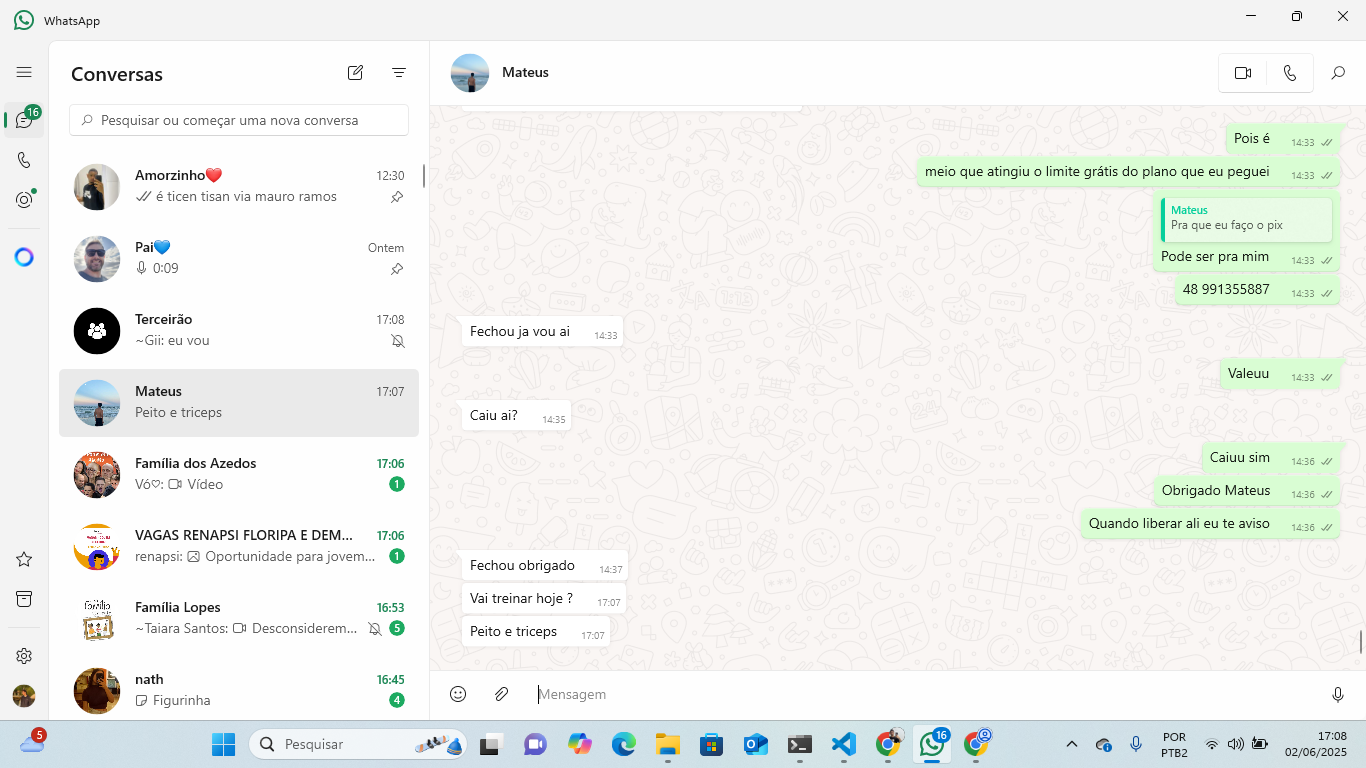 WhatsApp
16
Conversas
Pesquisar ou começar uma nova conversa
Amorzinho❤️ 12:30
é ticen tisan via mauro ramos
Pai💙 Ontem
0:09
Terceirão 17:08
~Gii: eu vou
Mateus 17:07
Peito e triceps
Família dos Azedos 17:06
Vó♡: Vídeo 1
VAGAS RENAPSI FLORIPA E DEM... 17:06
renapsi: Oportunidade para jovem... 1
Família Lopes 16:53
~Taiara Santos: Desconsiderem... 5
nath 16:45
Figurinha 4
Mateus
Pois é 14:33
meio que atingiu o limite grátis do plano que eu peguei 14:33
Mateus
Pra que eu faço o pix
Pode ser pra mim 14:33
48 991355887 14:33
Fechou ja vou ai 14:33
Valeuu 14:33
Caiu ai? 14:35
Caiuu sim 14:36
Obrigado Mateus 14:36
Quando liberar ali eu te aviso 14:36
Fechou obrigado 14:37
Vai treinar hoje ? 17:07
Peito e triceps 17:07
Mensagem
5
Pesquisar
16
POR
PTB2
17:08
02/06/2025